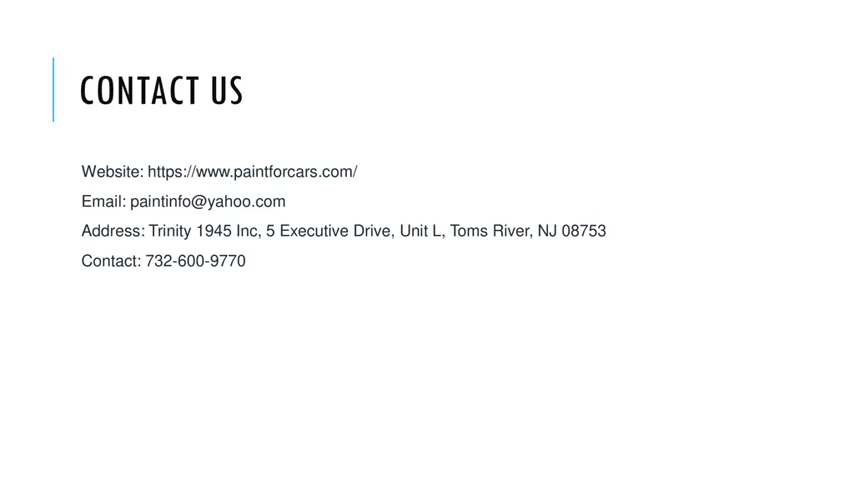 CONTACT US
Website: https://www.paintforcars.com/
Email: paintinfo@yahoo.com
Address: Trinity 1945 Inc, 5 Executive Drive, Unit L, Toms River, NJ 08753
Contact: 732-600-9770